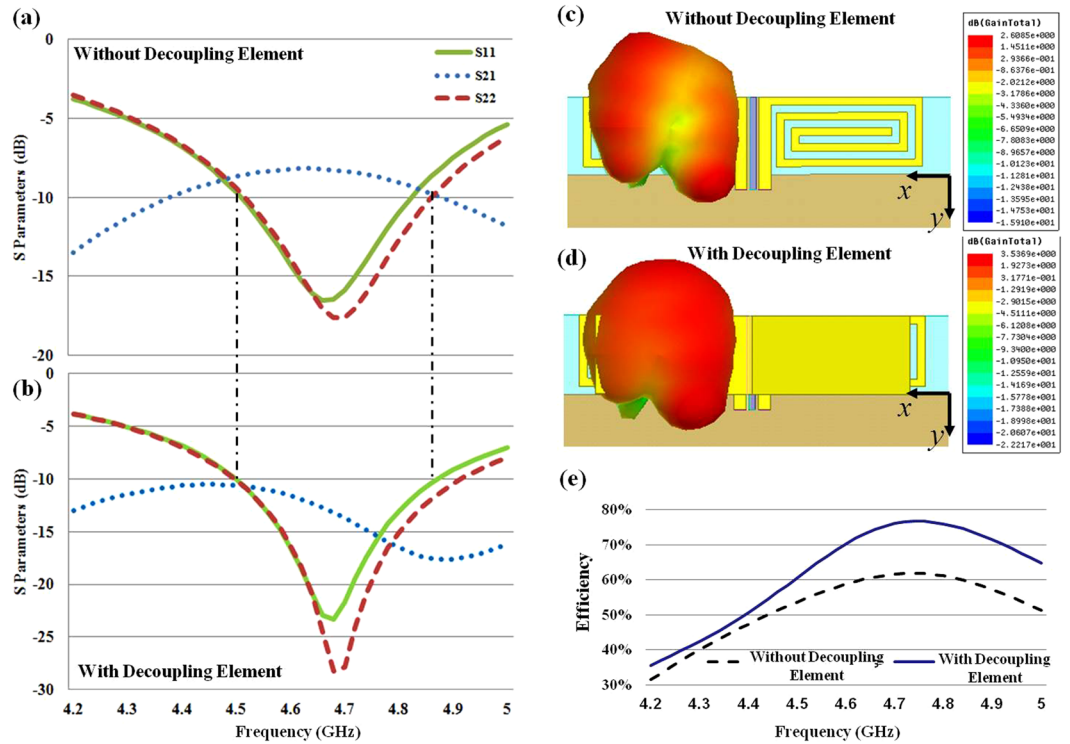 (a)
Without Decoupling Element
S11
S21
S22
0
-5
-10
-15
-20
S Parameters (dB)
(b)
0
-5
-10
-15
-20
-25
-30
S Parameters (dB)
With Decoupling Element
4.2 4.3 4.4 4.5 4.6 4.7 4.8 4.9 5
Frequency (GHz)
(c)
Without Decoupling Element
x
y
dB(GainTotal)
2.6085e+000
1.4511e+000
2.9366e-001
-8.6376e-001
-2.0212e+000
-3.1786e+000
-4.3360e+000
-5.4934e+000
-6.6509e+000
-7.8083e+000
-8.9657e+000
-1.0123e+001
-1.1281e+001
-1.2438e+001
-1.3595e+001
-1.4753e+001
-1.5910e+001
(d)
With Decoupling Element
x
y
dB(GainTotal)
3.5369e+000
1.9273e+000
3.1771e-001
-1.2919e+000
-2.9015e+000
-4.5111e+000
-6.1208e+000
-7.7304e+000
-9.3400e+000
-1.0950e+001
-1.2559e+001
-1.4169e+001
-1.5778e+001
-1.7388e+001
-1.8998e+001
-2.0607e+001
-2.2217e+001
(e)
80%
70%
60%
50%
40%
30%
Efficiency
Without Decoupling
Element
With Decoupling
Element
4.2 4.3 4.4 4.5 4.6 4.7 4.8 4.9 5
Frequency (GHz)